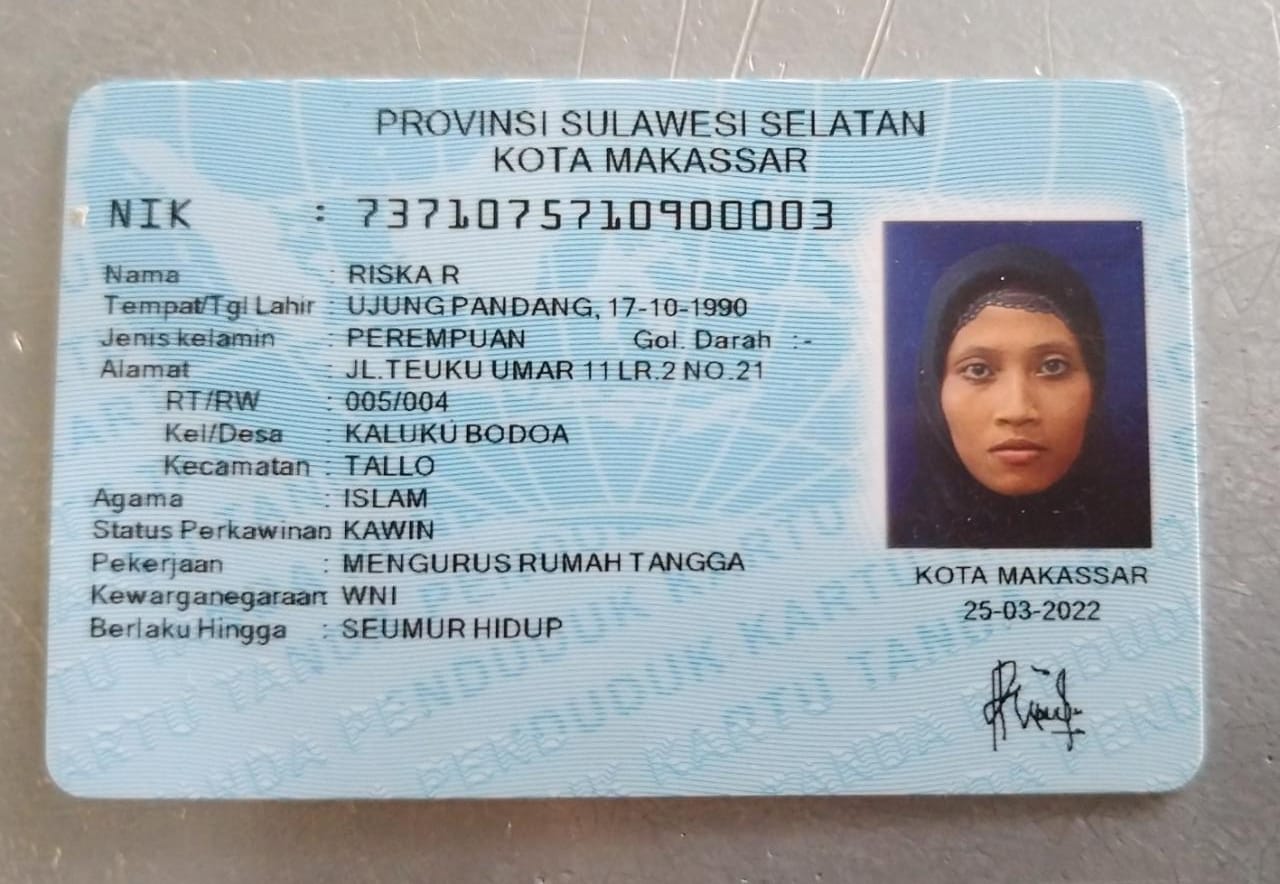 PROVINSI SULAWESI SELATAN
KOTA MAKASSAR
NIK : 7371075710900003
Nama : RISKA R
Tempat/Tgl Lahir : UJUNG PANDANG, 17-10-1990
Jenis kelamin : PEREMPUAN Gol. Darah :-
Alamat : JL.TEUKU UMAR 11 LR.2 NO.21
RT/RW : 005/004
Kel/Desa : KALUKU BODOA
Kecamatan : TALLO
Agama : ISLAM
Status Perkawinan KAWIN
Pekerjaan : MENGURUS RUMAH TANGGA
Kewarganegaraan WNI
Berlaku Hingga : SEUMUR HIDUP
KOTA MAKASSAR
25-03-2022